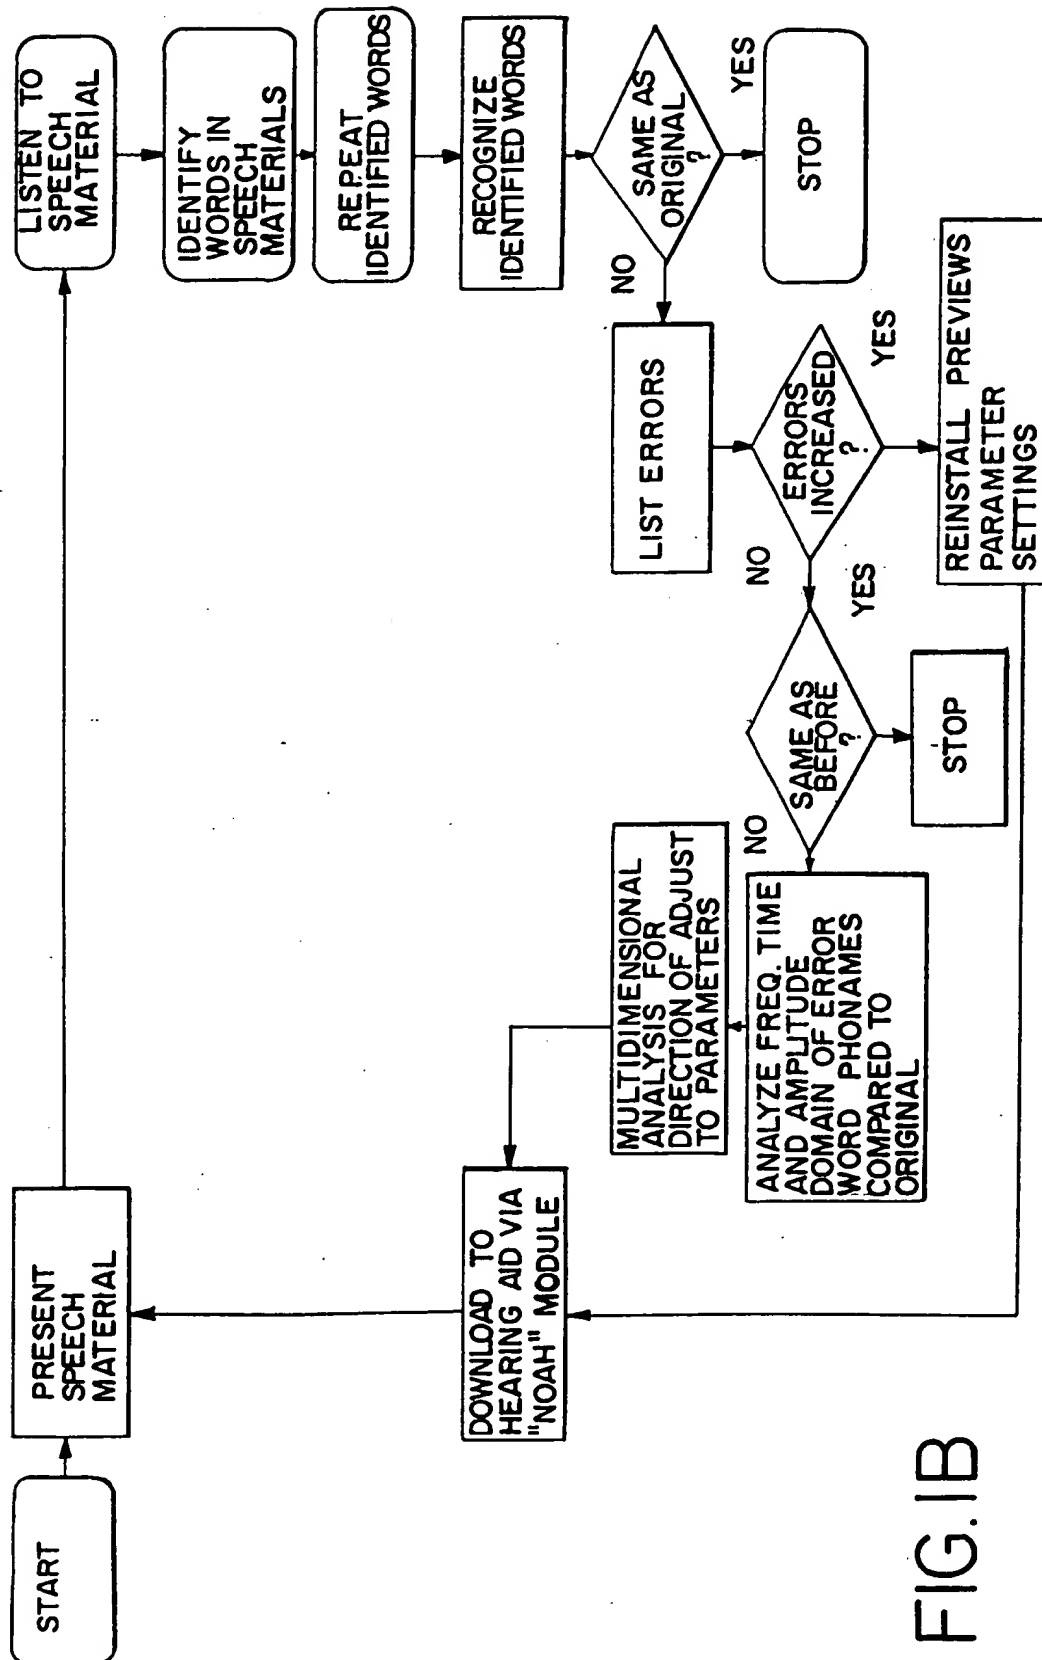 START
PRESENT
SPEECH
MATERIAL
LISTEN TO
SPEECH
MATERIAL
IDENTIFY
WORDS IN
SPEECH
MATERIALS
REPEAT
IDENTIFIED WORDS
RECOGNIZE
IDENTIFIED WORDS
SAME AS
ORIGINAL
?
YES
STOP
NO
LIST ERRORS
ERRORS
INCREASED
?
YES
REINSTALL PREVIEWS
PARAMETER
SETTINGS
NO
SAME AS
BEFORE
?
YES
STOP
NO
ANALYZE FREQ. TIME
AND AMPLITUDE
DOMAIN OF ERROR
WORD PHONAMES
COMPARED TO
ORIGINAL
MULTIDIMENSIONAL
ANALYSIS FOR
DIRECTION OF ADJUST
TO PARAMETERS
DOWNLOAD TO
HEARING AID VIA
"NOAH" MODULE
FIG.1B